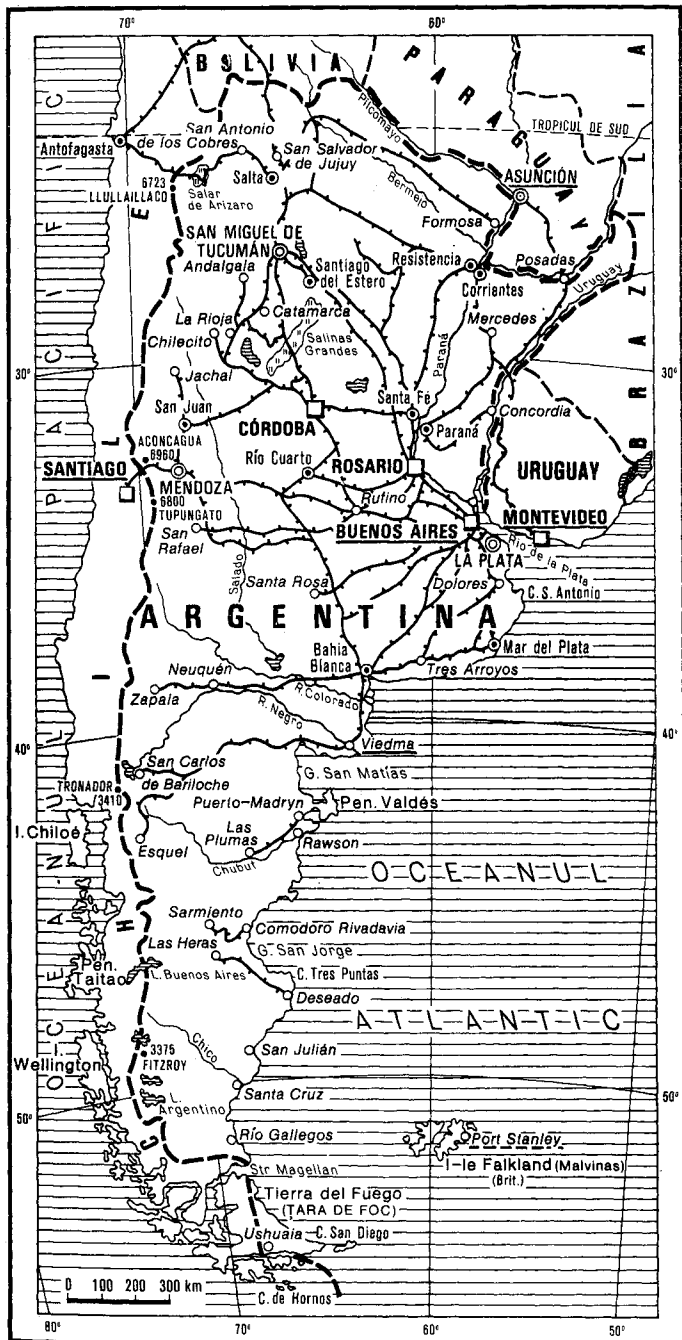 70°
60°
BOLIVIA
PARAGUAY
Pilcomayo
TROPICUL DE SUD
San Antonio
de los Cobres
Antofagasta
San Salvador
de Jujuy
ASUNCIÓN
6723
LLULLAILLACO
Salar
de Arizaro
Salta
Bermejo
Formosa
SAN MIGUEL DE
TUCUMÁN
Resistencia
Posadas
Andalgala
Santiago
del Estero
Corrientes
Uruguay
BRAZILIA
La Rioja
Catamarca
Mercedes
Chilecito
Salinas
Grandes
Paraná
30°
30°
Jachal
San Juan
Santa Fé
Concordia
CÓRDOBA
Paraná
ACONCAGUA
6960
Río Cuarto
ROSARIO
URUGUAY
SANTIAGO
MENDOZA
6800
TUPUNGATO
Rufino
San
Rafael
BUENOS AIRES
MONTEVIDEO
LA PLATA
Rio de la Plata
Salado
Santa Rosa
Dolores
C.S. Antonio
ARGENTINA
Bahia
Blanca
Mar del Plata
Tres Arroyos
Neuquén
Zapala
R. Colorado
R. Negro
40°
40°
Viedma
San Carlos
de Bariloche
G. San Matías
TRONADOR
3410
Puerto-Madryn
Pen. Valdés
I. Chiloé
Las
Plumas
Rawson
Esquel
Chubut
OCEANUL
Sarmiento
Comodoro Rivadavia
Las Heras
G. San Jorge
Pen.
Taitao
L. Buenos Aires
C. Tres Puntas
Deseado
ATLANTIC
CHILE
OCEANUL PACIFIC
Chico
3375
FITZROY
San Julián
I.
Wellington
Santa Cruz
L.
Argentino
50°
50°
Río Gallegos
Port Stanley
I-le Falkland (Malvinas)
(Brit.)
Str Magellan
Tierra del Fuego
(TARA DE FOC)
Ushuaia
C. San Diego
0 100 200 300 km
C. de Hornos
80°
70°
60°
50°